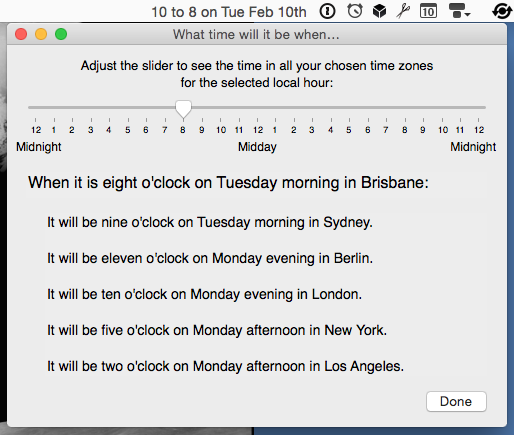 10 to 8 on Tue Feb 10th
10
What time will it be when…
Adjust the slider to see the time in all your chosen time zones
for the selected local hour:
12 1 2 3 4 5 6 7 8 9 10 11 12 1 2 3 4 5 6 7 8 9 10 11 12
Midnight Midday Midnight
When it is eight o'clock on Tuesday morning in Brisbane:
It will be nine o'clock on Tuesday morning in Sydney.
It will be eleven o'clock on Monday evening in Berlin.
It will be ten o'clock on Monday evening in London.
It will be five o'clock on Monday afternoon in New York.
It will be two o'clock on Monday afternoon in Los Angeles.
Done